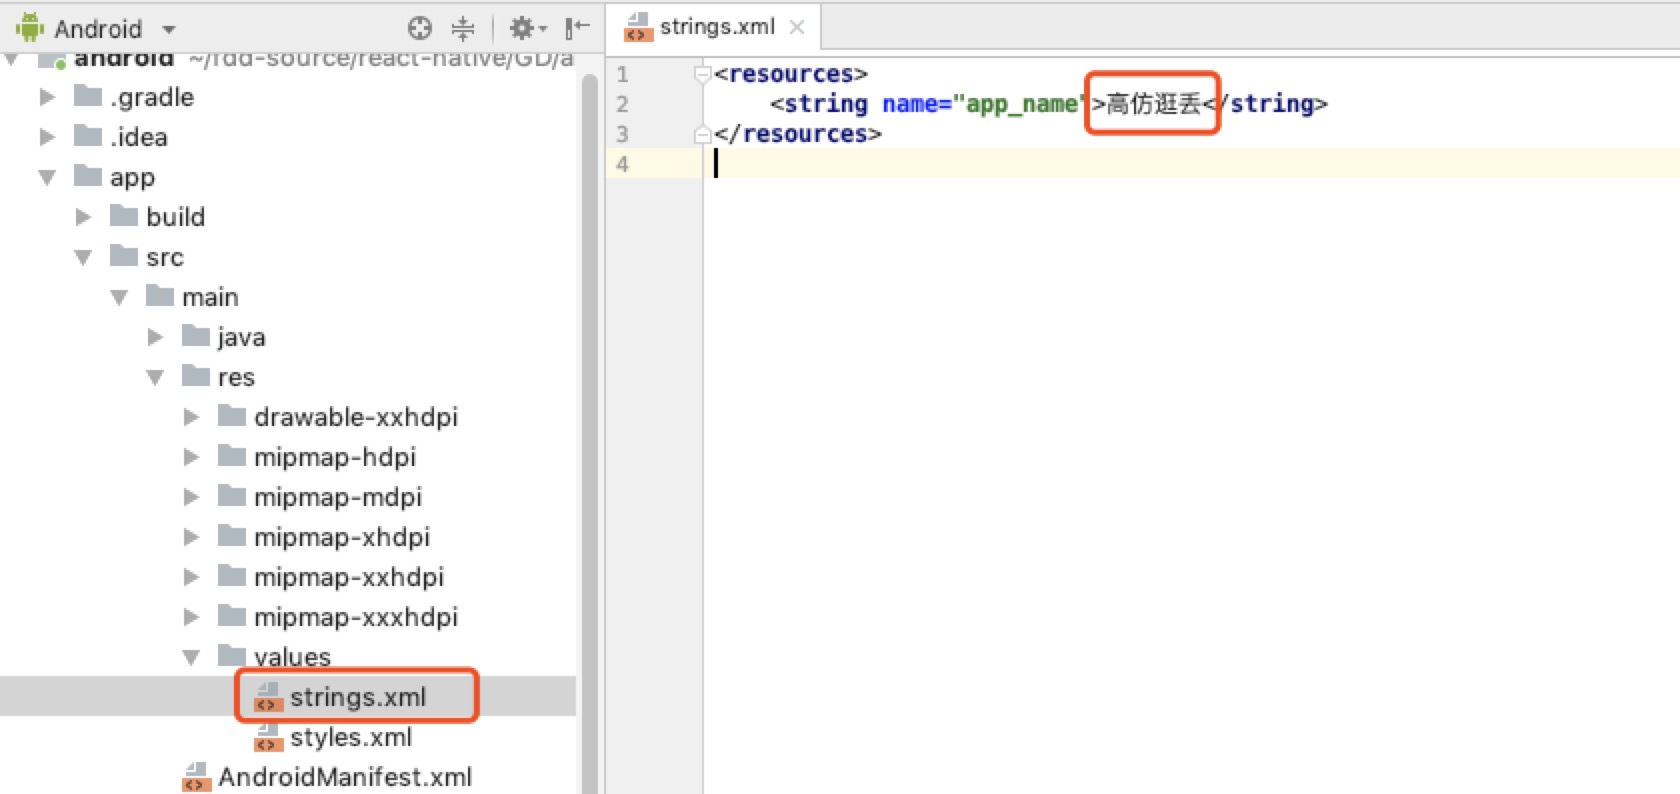 Android
strings.xml
android ~/rdd-source/react-native/GD/a
.gradle
.idea
app
build
src
main
java
res
drawable-xxhdpi
mipmap-hdpi
mipmap-mdpi
mipmap-xhdpi
mipmap-xxhdpi
mipmap-xxxhdpi
values
strings.xml
styles.xml
AndroidManifest.xml
1 <resources>
2 <string name="app_name">高仿逛丢</string>
3 </resources>
4